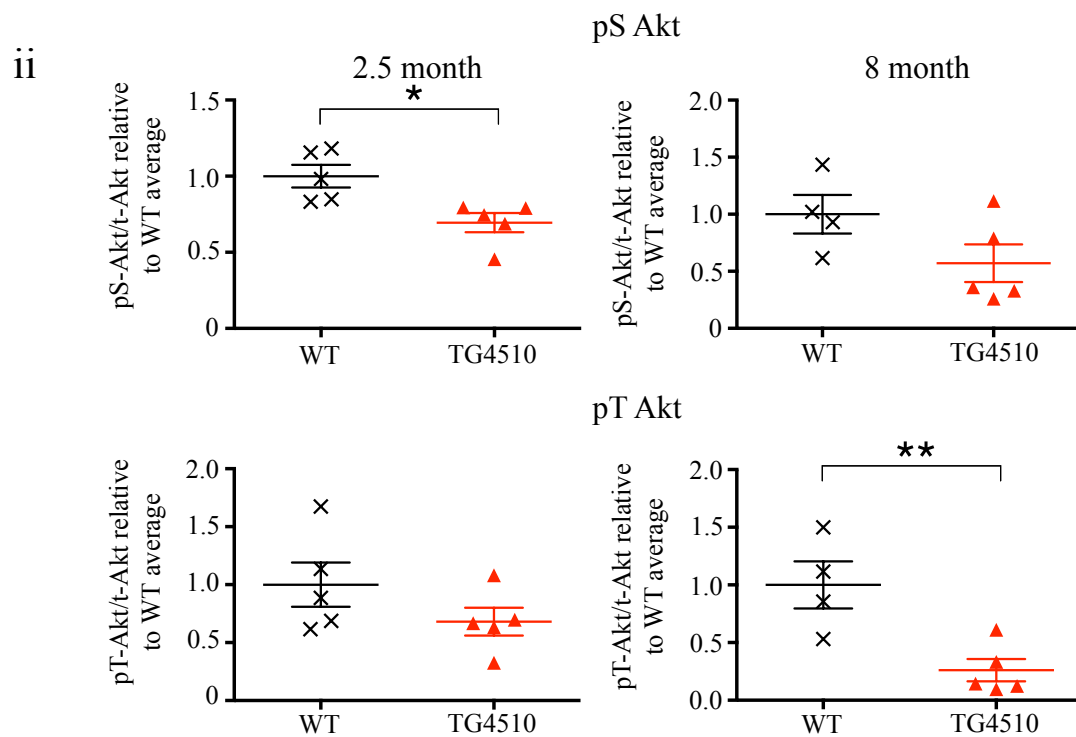 pS Akt
ii
2.5 month
8 month
pS-Akt/t-Akt relative
to WT average
1.5
1.0
0.5
0
*
WT
TG4510
pS-Akt/t-Akt relative
to WT average
2.0
1.5
1.0
0.5
0
WT
TG4510
pT Akt
pT-Akt/t-Akt relative
to WT average
2.0
1.5
1.0
0.5
0
WT
TG4510
pT-Akt/t-Akt relative
to WT average
2.0
1.5
1.0
0.5
0.0
**
WT
TG4510